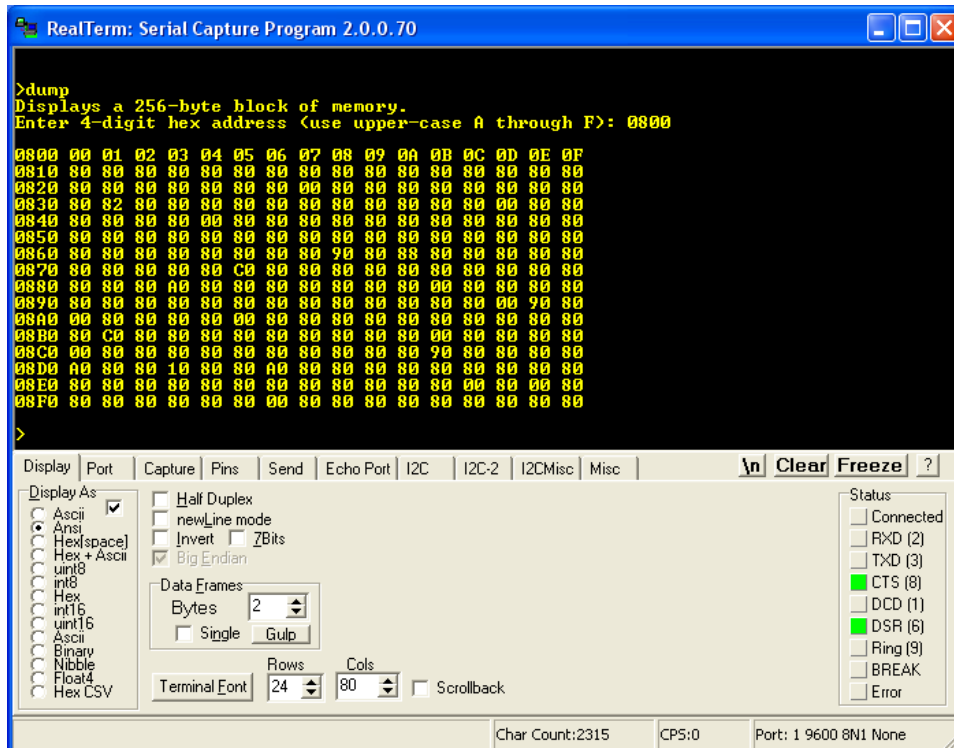 RealTerm: Serial Capture Program 2.0.0.70
>dump
Displays a 256-byte block of memory.
Enter 4-digit hex address (use upper-case A through F): 0800
0800 00 01 02 03 04 05 06 07 08 09 0A 0B 0C 0D 0E 0F
0810 80 80 80 80 80 80 80 80 80 80 80 80 80 80 80 80
0820 80 80 80 80 80 80 80 00 80 80 80 80 80 80 80 80
0830 80 82 80 80 80 80 80 80 80 80 80 80 80 00 80 80
0840 80 80 80 80 00 80 80 80 80 80 80 80 80 80 80 80
0850 80 80 80 80 80 80 80 80 80 80 80 80 80 80 80 80
0860 80 80 80 80 80 80 80 80 90 80 88 80 80 80 80 80
0870 80 80 80 80 80 C0 80 80 80 80 80 80 80 80 80 80
0880 80 80 80 A0 80 80 80 80 80 80 80 00 80 80 80 80
0890 80 80 80 80 80 80 80 80 80 80 80 80 80 00 90 80
08A0 00 80 80 80 80 00 80 80 80 80 80 80 80 80 80 80
08B0 80 C0 80 80 80 80 80 80 80 80 80 00 80 80 80 80
08C0 00 80 80 80 80 80 80 80 80 80 80 90 80 80 80 80
08D0 A0 80 80 10 80 80 A0 80 80 80 80 80 80 80 80 80
08E0 80 80 80 80 80 80 80 80 80 80 80 80 00 80 00 80
08F0 80 80 80 80 80 80 00 80 80 80 80 80 80 80 80 80
>
Display Port Capture Pins Send Echo Port I2C I2C-2 I2CMisc Misc \n Clear Freeze ?
Display As
Ascii
Ansi
Hex[space]
Hex + Ascii
uint8
int8
Hex
int16
uint16
Ascii
Binary
Nibble
Float4
Hex CSV
Half Duplex
newLine mode
Invert 7Bits
Big Endian
Data Frames
Bytes 2
Single Gulp
Rows Cols
Terminal Font 24 80 Scrollback
Status
Connected
RXD (2)
TXD (3)
CTS (8)
DCD (1)
DSR (6)
Ring (9)
BREAK
Error
Char Count:2315 CPS:0 Port: 1 9600 8N1 None